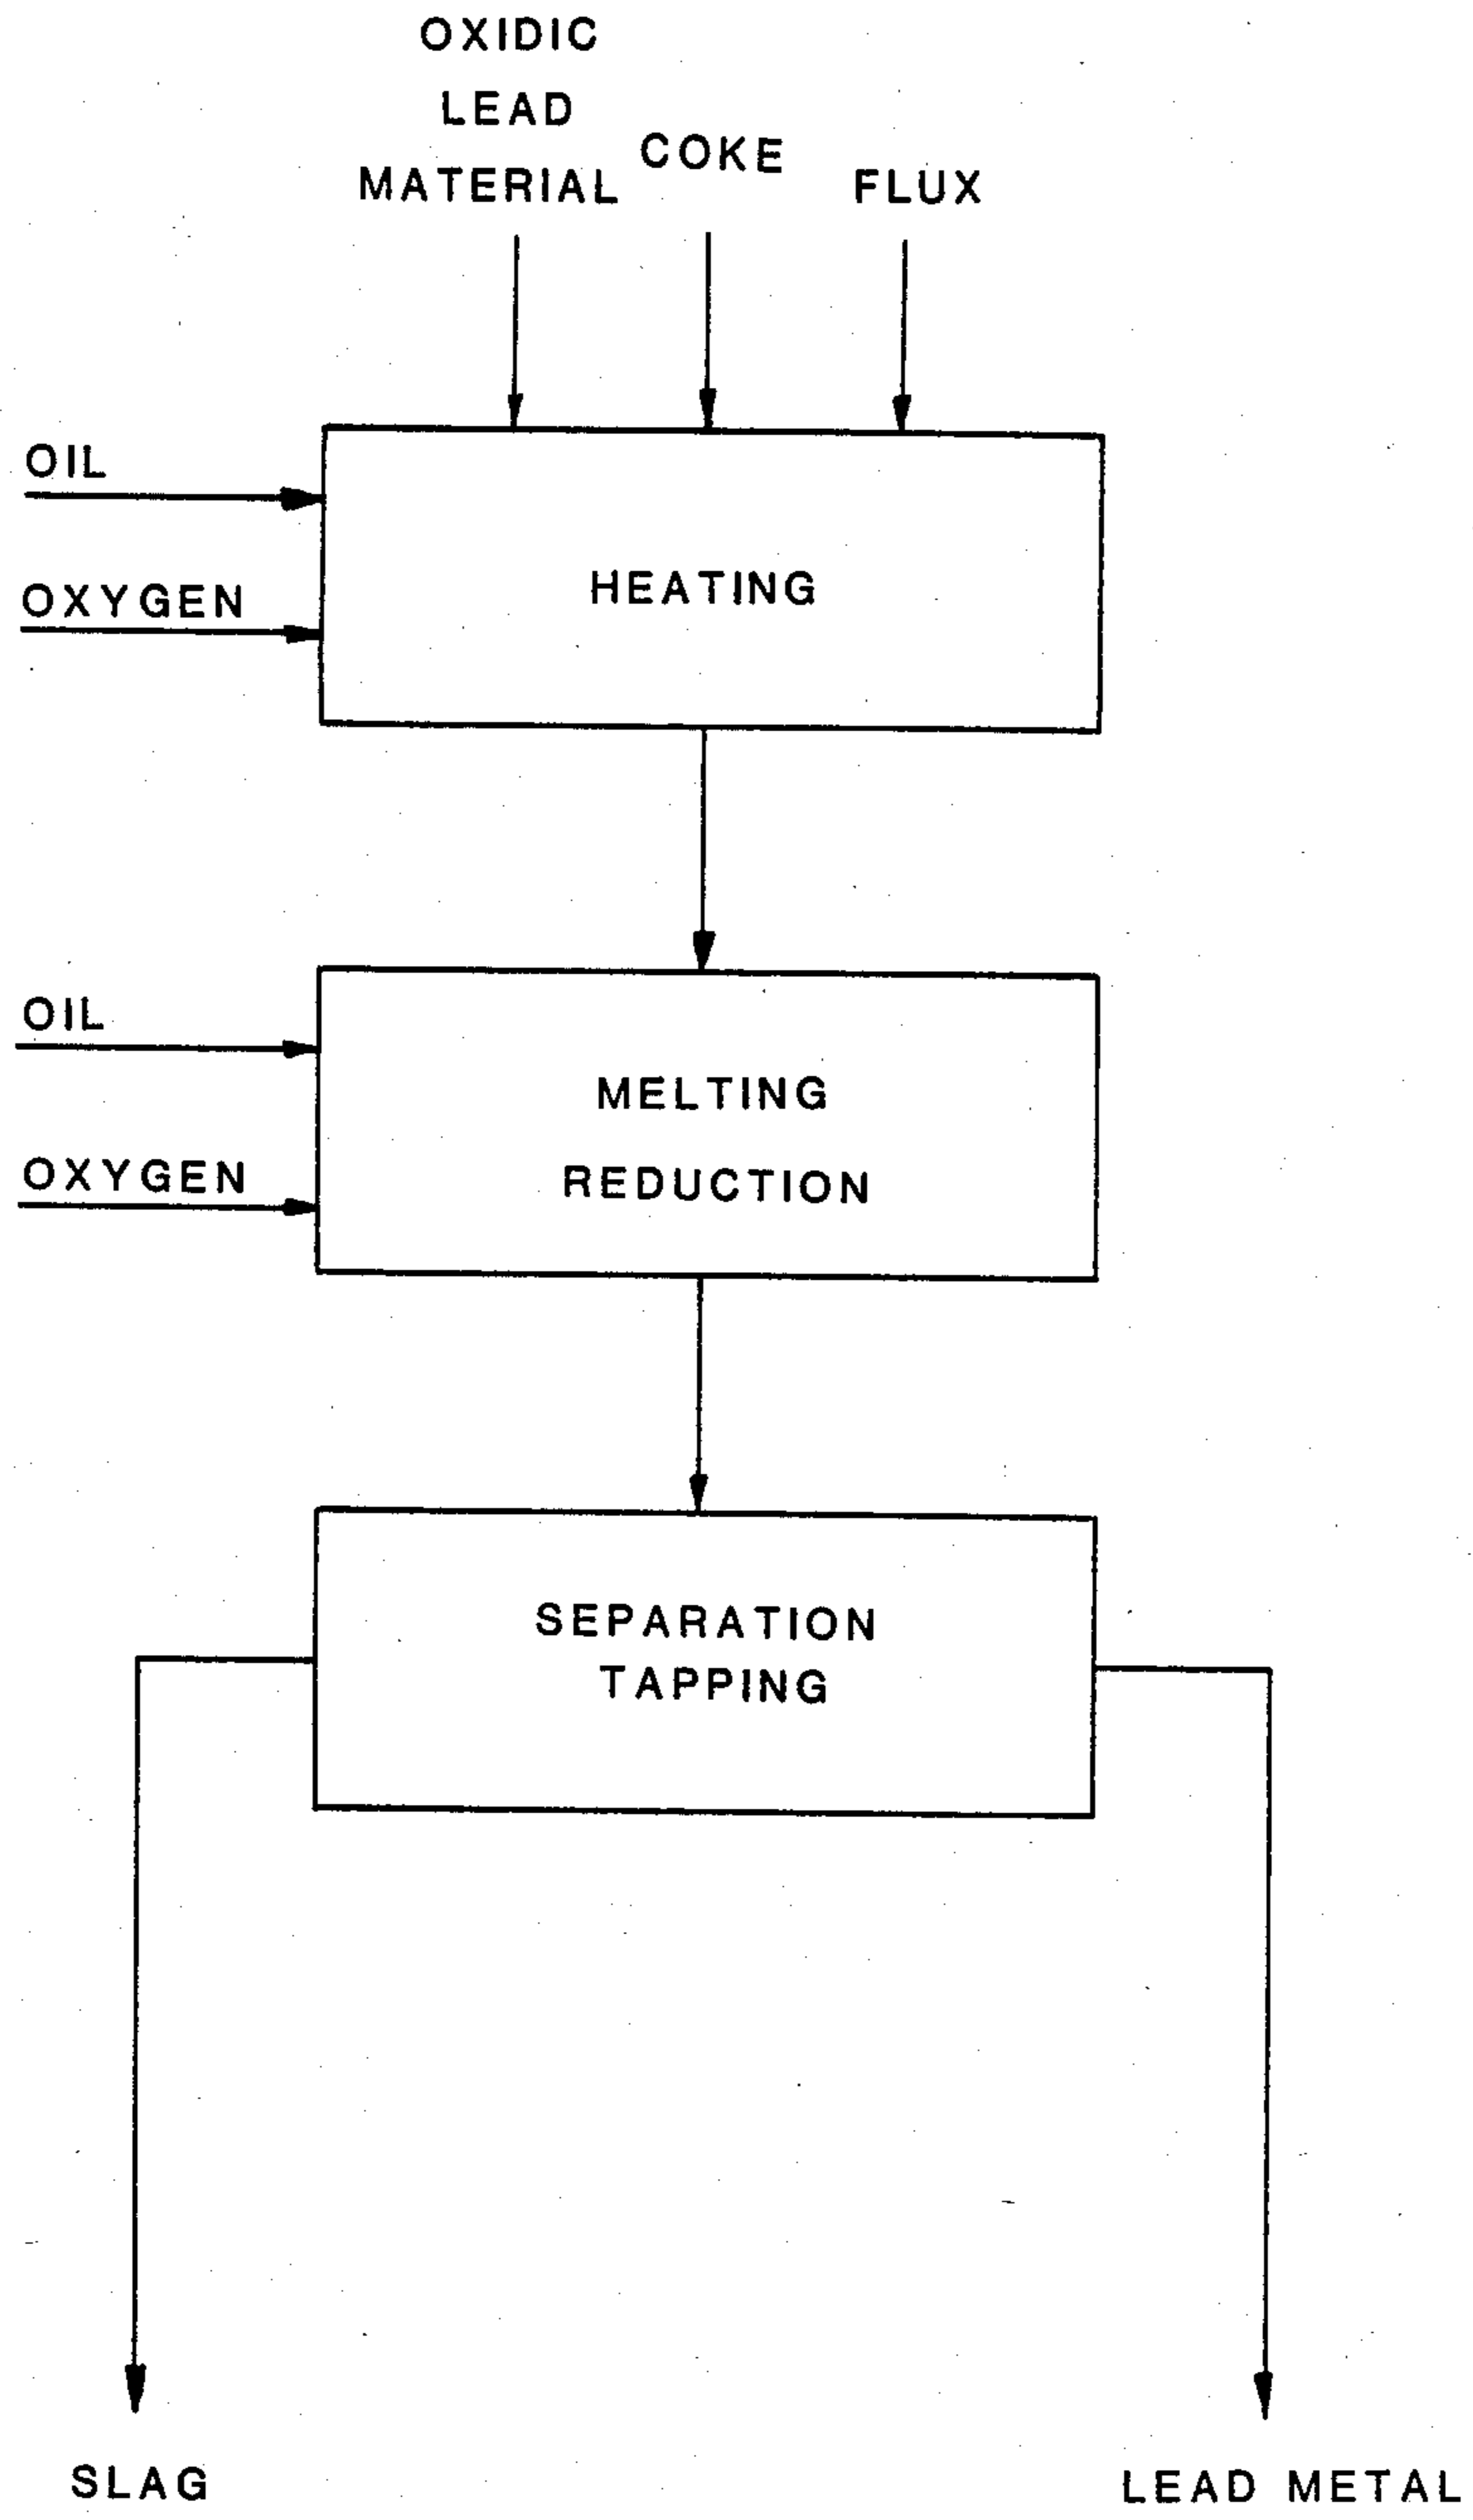 OXIDIC
LEAD
MATERIAL
COKE
FLUX
OIL
OXYGEN
HEATING
OIL
OXYGEN
MELTING
REDUCTION
SEPARATION
TAPPING
SLAG
LEAD METAL